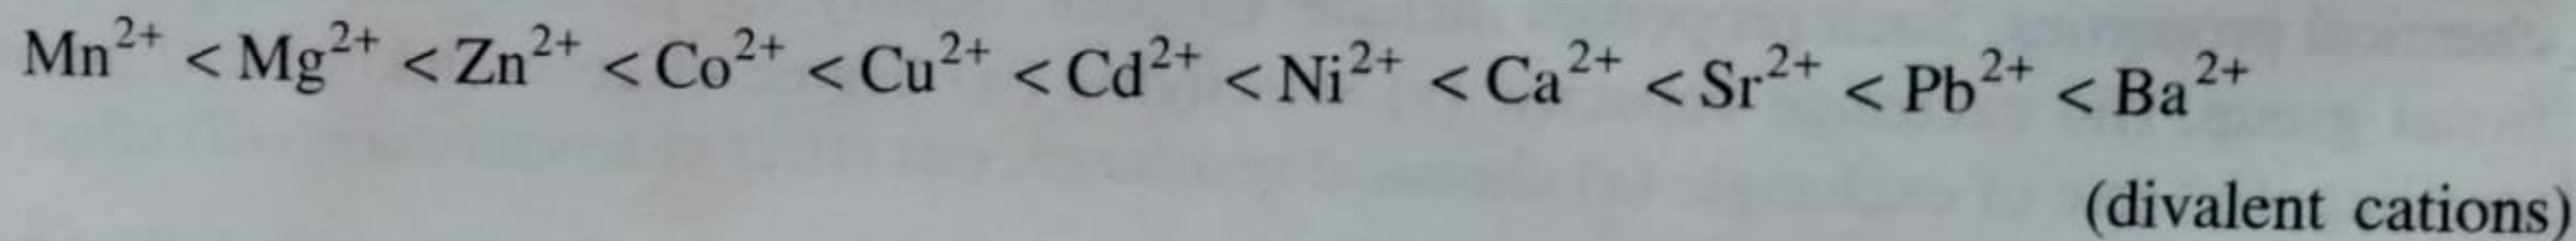 Mn²⁺ < Mg²⁺ < Zn²⁺ < Co²⁺ < Cu²⁺ < Cd²⁺ < Ni²⁺ < Ca²⁺ < Sr²⁺ < Pb²⁺ < Ba²⁺
(divalent cations)